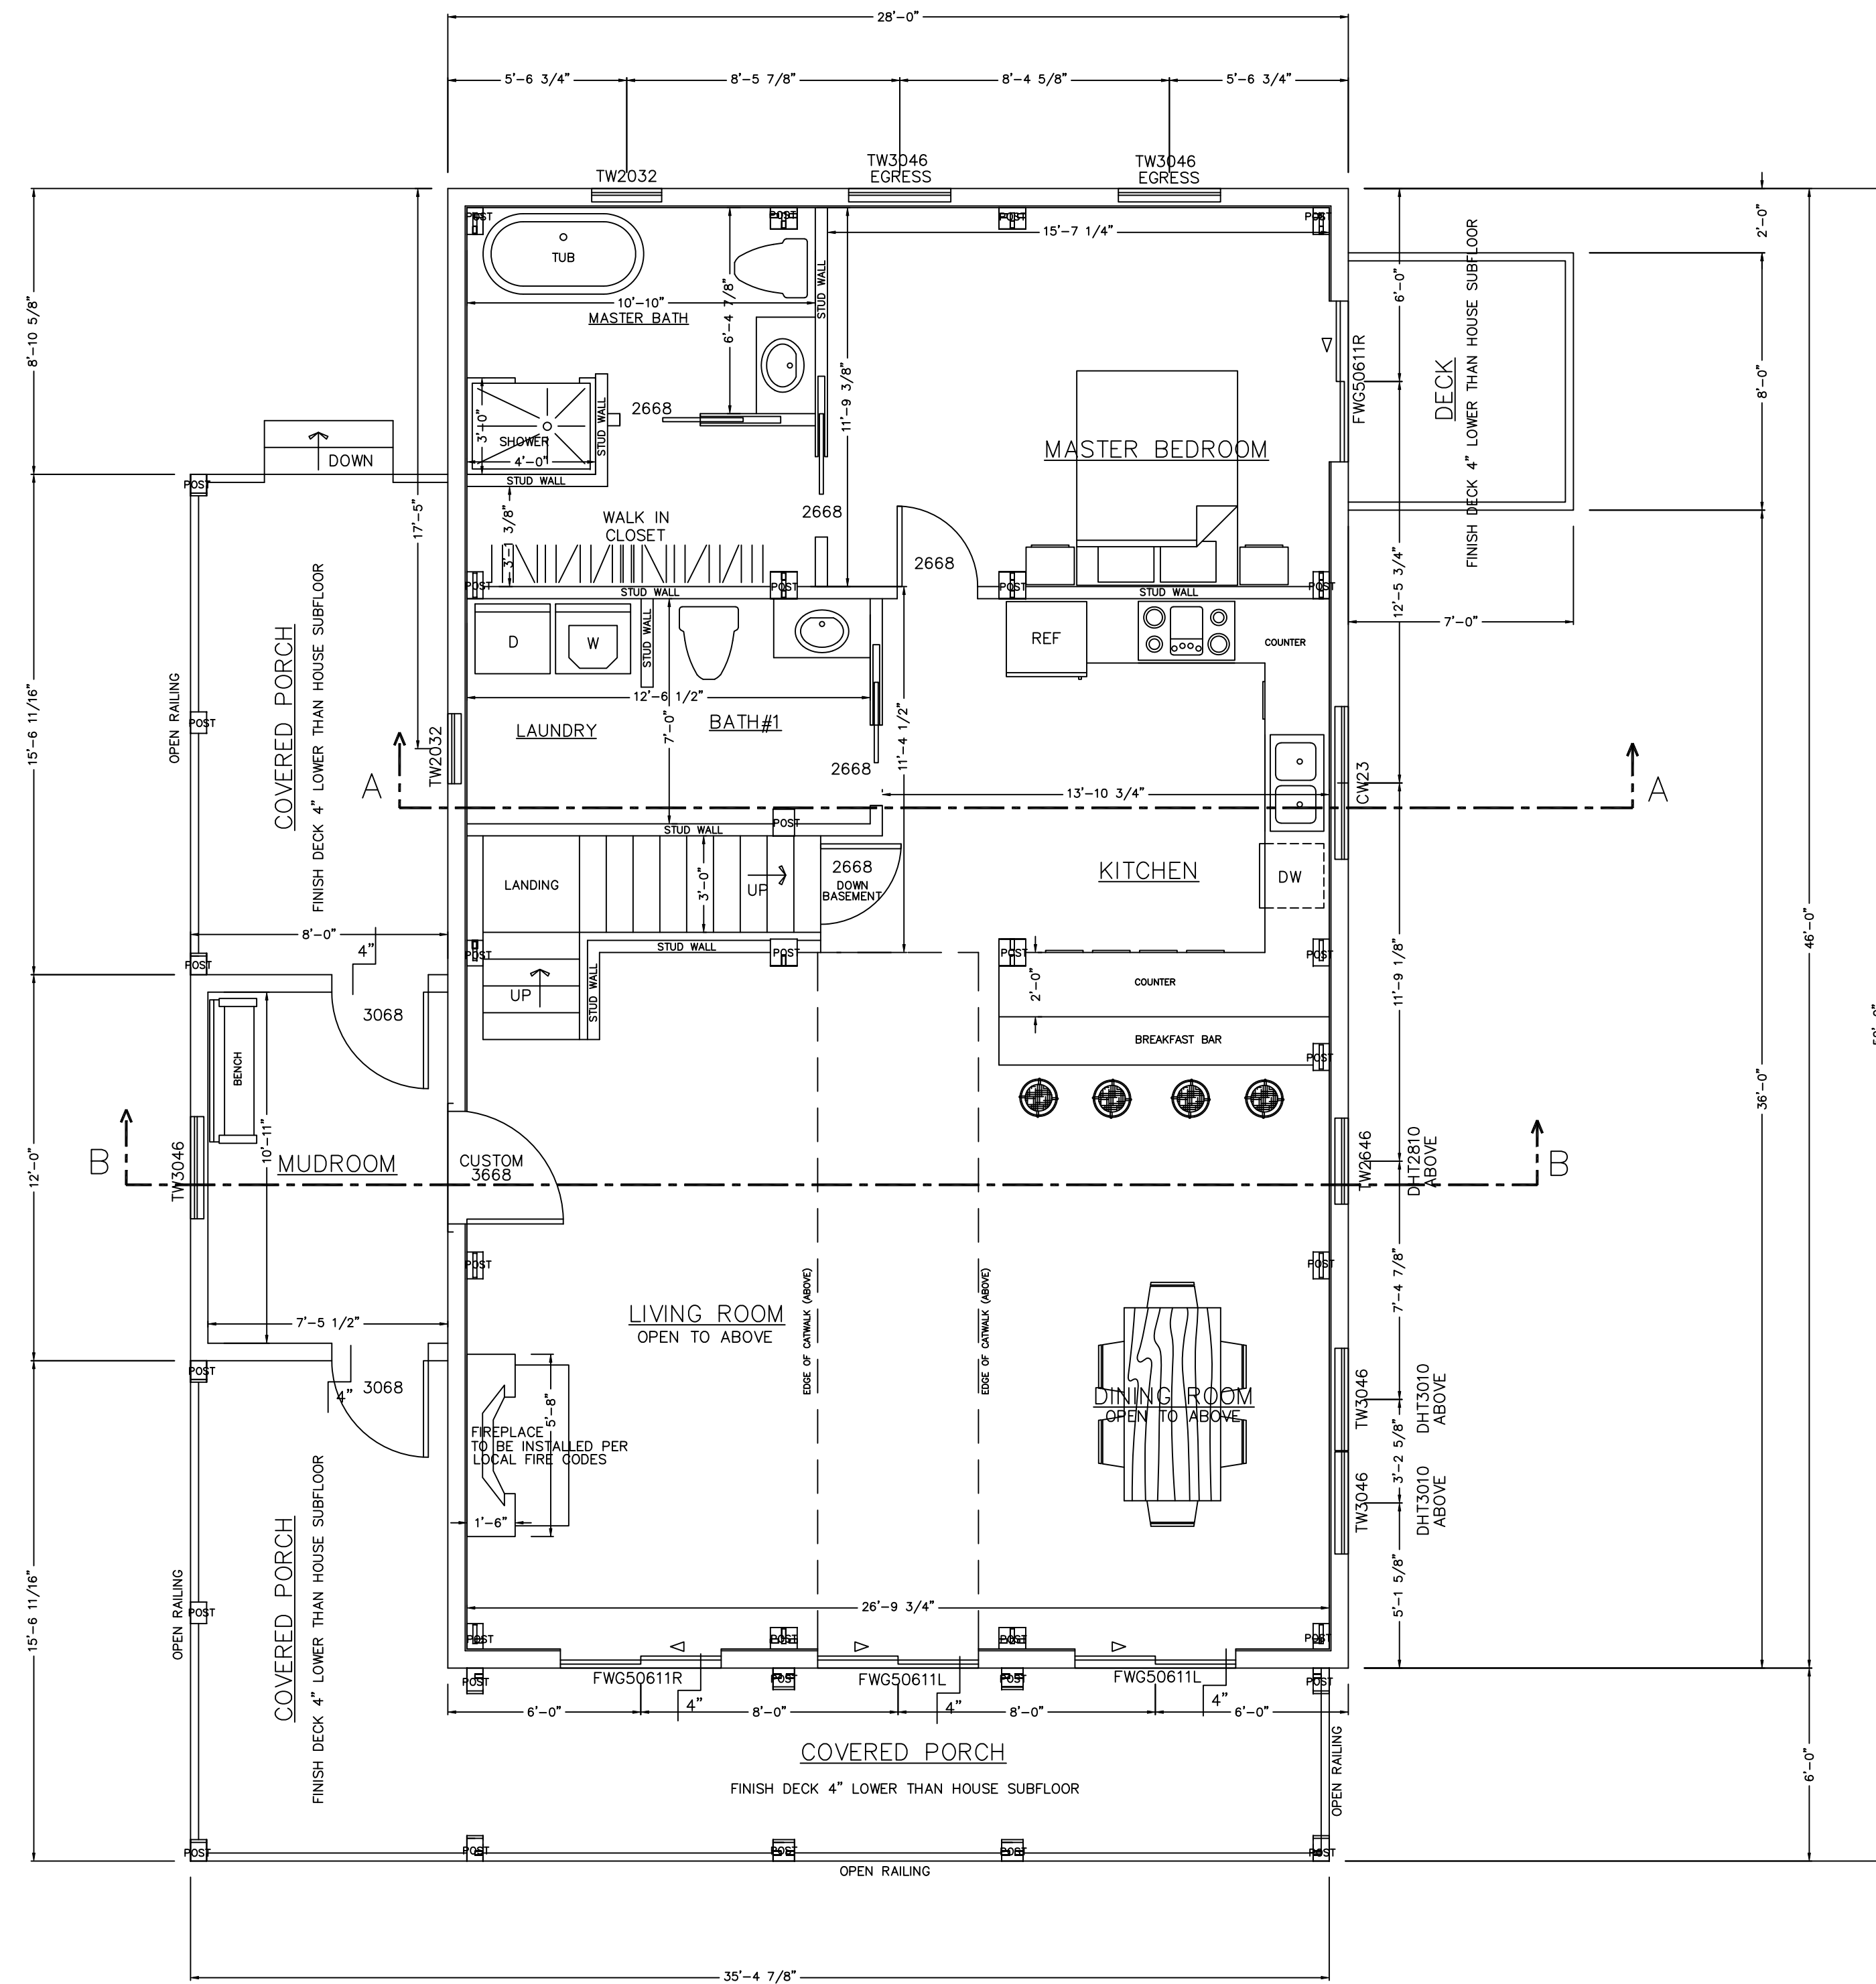 28'-0"
5'-6 3/4"
8'-5 7/8"
8'-4 5/8"
5'-6 3/4"
TW2032
TW3046
EGRESS
TW3046
EGRESS
POST
POST
POST
POST
15'-7 1/4"
2'-0"
TUB
STUD WALL
6'-0"
FINISH DECK 4" LOWER THAN HOUSE SUBFLOOR
10'-10"
MASTER BATH
6'-4 7/8"
8'-10 5/8"
FWG50611R
DECK
8'-0"
11'-9 3/8"
2668
STUD WALL
3'-0"
SHOWER
4'-0"
STUD WALL
MASTER BEDROOM
DOWN
POST
17'-5"
WALK IN
CLOSET
2668
3'-1 3/8"
2668
POST
POST
POST
POST
STUD WALL
STUD WALL
12'-5 3/4"
7'-0"
COVERED PORCH
FINISH DECK 4" LOWER THAN HOUSE SUBFLOOR
OPEN RAILING
POST
15'-6 11/16"
D
W
STUD WALL
REF
COUNTER
12'-6 1/2"
LAUNDRY
BATH#1
7'-0"
11'-4 1/2"
2668
TW2032
A
A
13'-10 3/4"
CW23
POST
STUD WALL
LANDING
3'-0"
UP
2668
DOWN
BASEMENT
KITCHEN
DW
46'-0"
8'-0"
4"
POST
POST
STUD WALL
POST
POST
POST
UP
STUD WALL
2'-0"
COUNTER
11'-9 1/8"
3068
BREAKFAST BAR
POST
BENCH
36'-0"
10'-11"
B
B
TW3046
MUDROOM
CUSTOM
3668
12'-0"
TW2646
DHT2810
ABOVE
POST
POST
7'-4 7/8"
7'-5 1/2"
LIVING ROOM
OPEN TO ABOVE
EDGE OF CATWALK (ABOVE)
EDGE OF CATWALK (ABOVE)
POST
4"
3068
DINING ROOM
OPEN TO ABOVE
TW3046
DHT3010
ABOVE
5'-8"
FIREPLACE
TO BE INSTALLED PER
LOCAL FIRE CODES
3'-2 5/8"
TW3046
DHT3010
ABOVE
1'-6"
COVERED PORCH
FINISH DECK 4" LOWER THAN HOUSE SUBFLOOR
OPEN RAILING
POST
15'-6 11/16"
26'-9 3/4"
5'-1 5/8"
POST
POST
POST
POST
FWG50611R
FWG50611L
FWG50611L
POST
POST
POST
POST
4"
4"
4"
6'-0"
8'-0"
8'-0"
6'-0"
COVERED PORCH
FINISH DECK 4" LOWER THAN HOUSE SUBFLOOR
OPEN RAILING
6'-0"
POST
POST
POST
POST
POST
OPEN RAILING
35'-4 7/8"